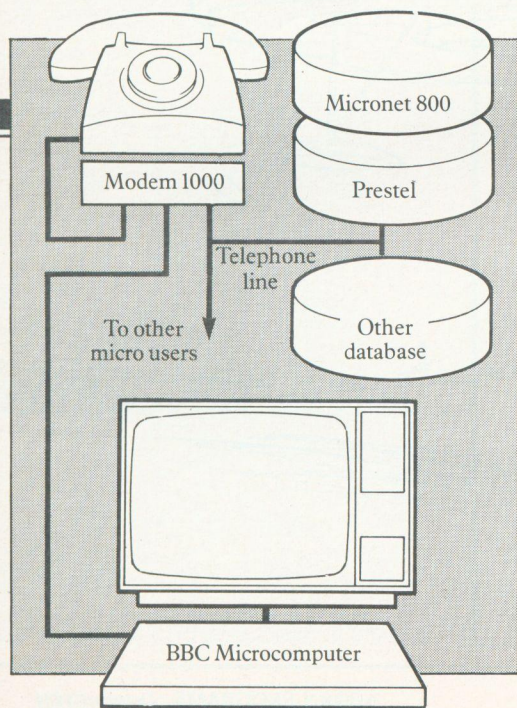 Micronet 800
Modem 1000
Prestel
Telephone
line
To other
micro users
Other
database
BBC Microcomputer